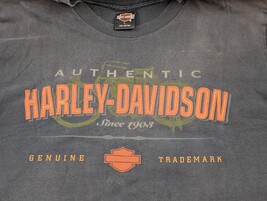 AUTHENTIC
HARLEY-DAVIDSON
Since 1903
GENUINE TRADEMARK